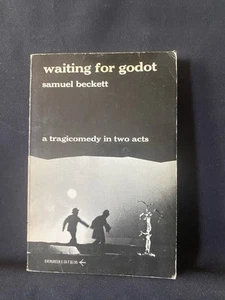 waiting for godot
samuel beckett
a tragicomedy in two acts